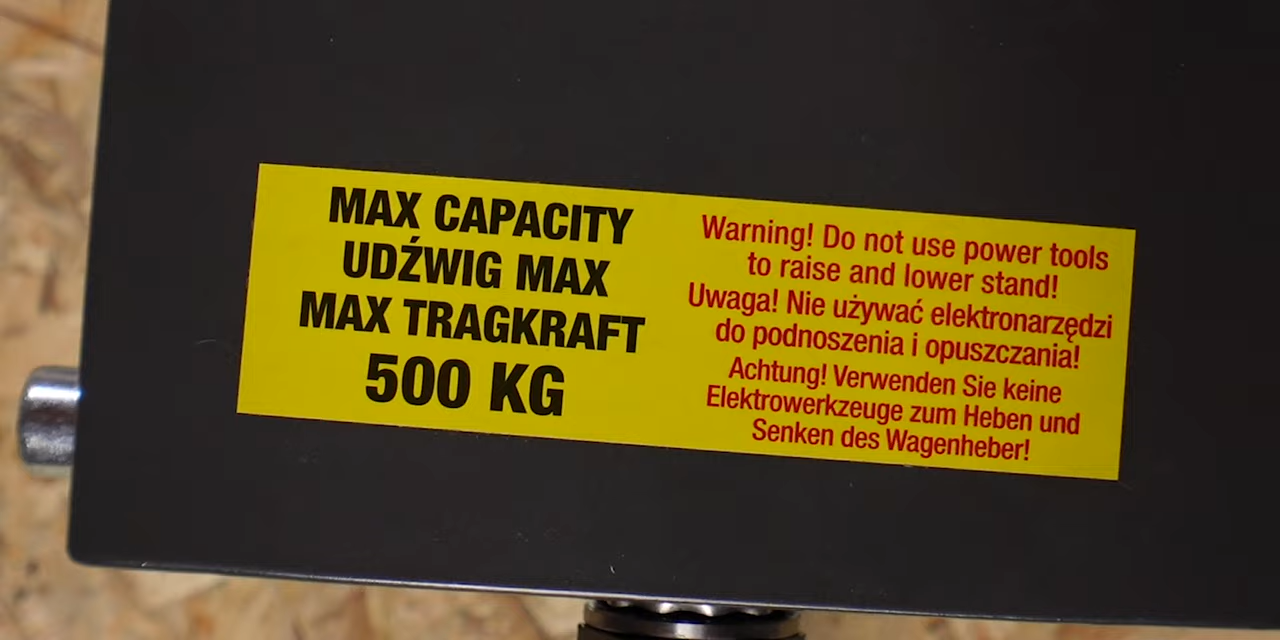 MAX CAPACITY
UDŹWIG MAX
MAX TRAGKRAFT
500 KG
Warning! Do not use power tools
to raise and lower stand!
Uwaga! Nie używać elektronarzędzi
do podnoszenia i opuszczania!
Achtung! Verwenden Sie keine
Elektrowerkzeuge zum Heben und
Senken des Wagenheber!